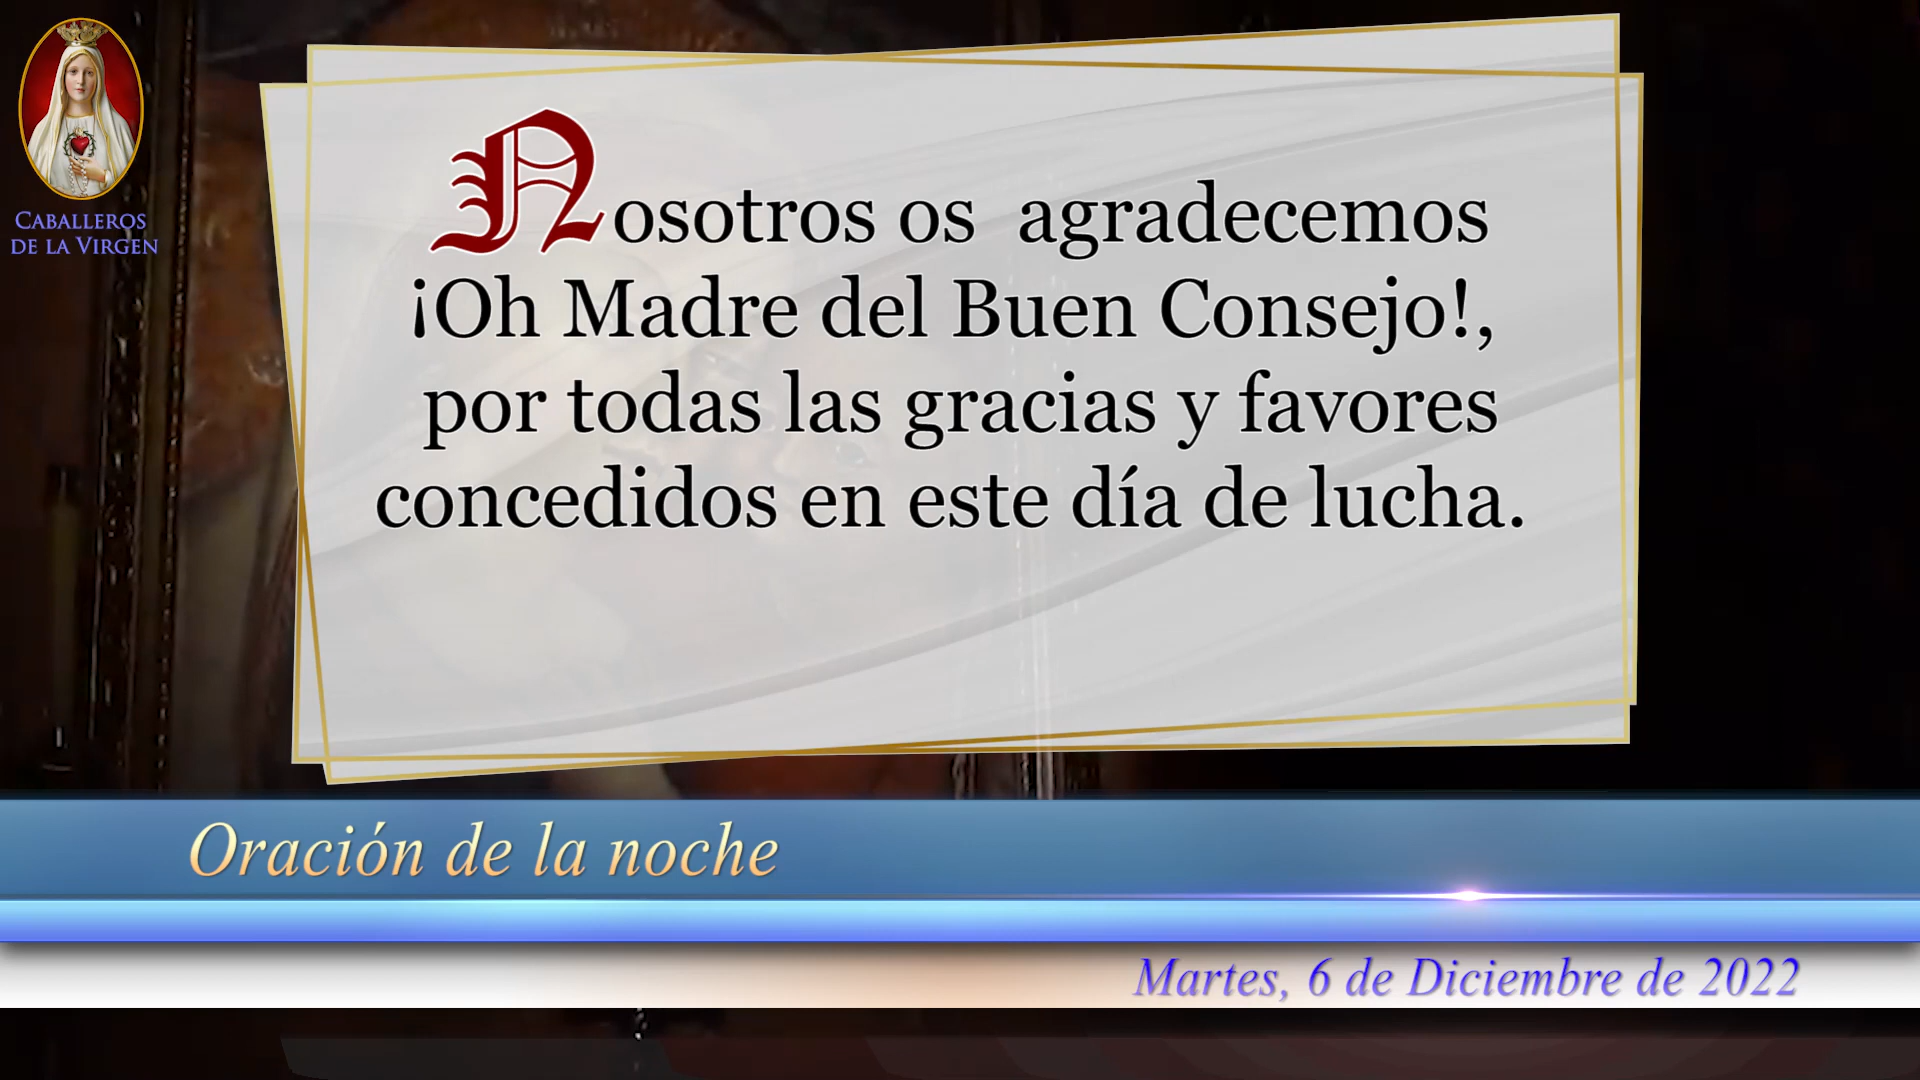 CABALLEROS
DE LA VIRGEN
Nosotros os agradecemos
¡Oh Madre del Buen Consejo!,
por todas las gracias y favores
concedidos en este día de lucha.
Oración de la noche
Martes, 6 de Diciembre de 2022